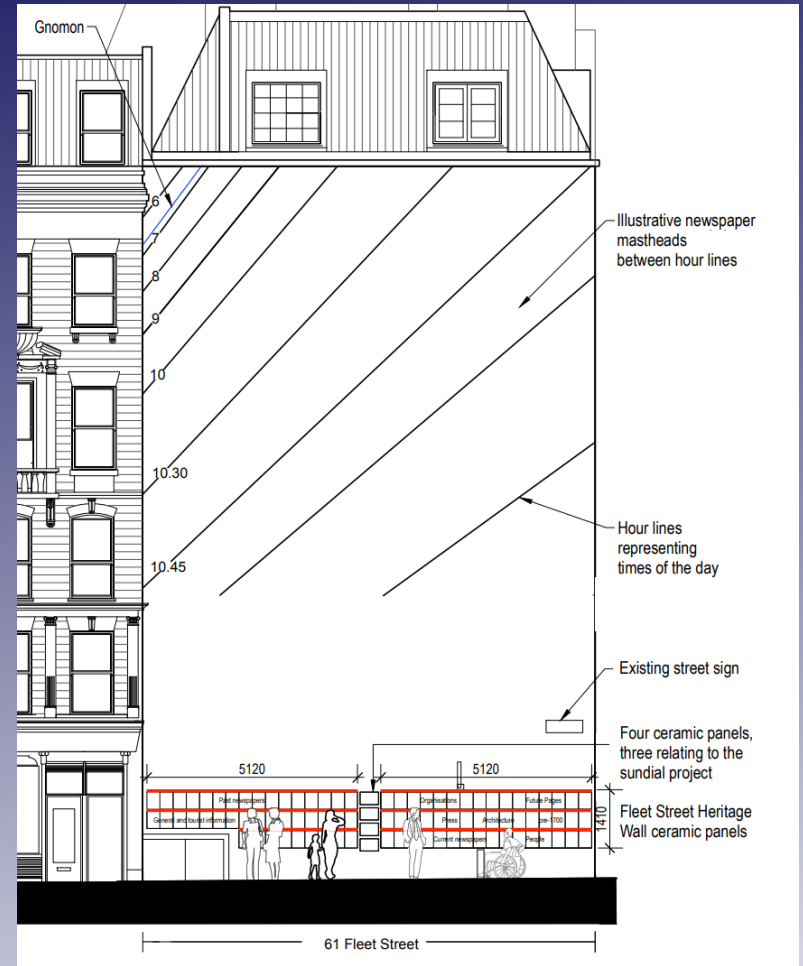 Gnomon
6
7
8
9
10
10.30
10.45
Illustrative newspaper
mastheads
between hour lines
Hour lines
representing
times of the day
Existing street sign
Four ceramic panels,
three relating to the
sundial project
5120
5120
Past newspapers
Organisations
Future Pages
General and tourist information
Press
Architecture
pre-1700
Current newspapers
People
1410
Fleet Street Heritage
Wall ceramic panels
61 Fleet Street